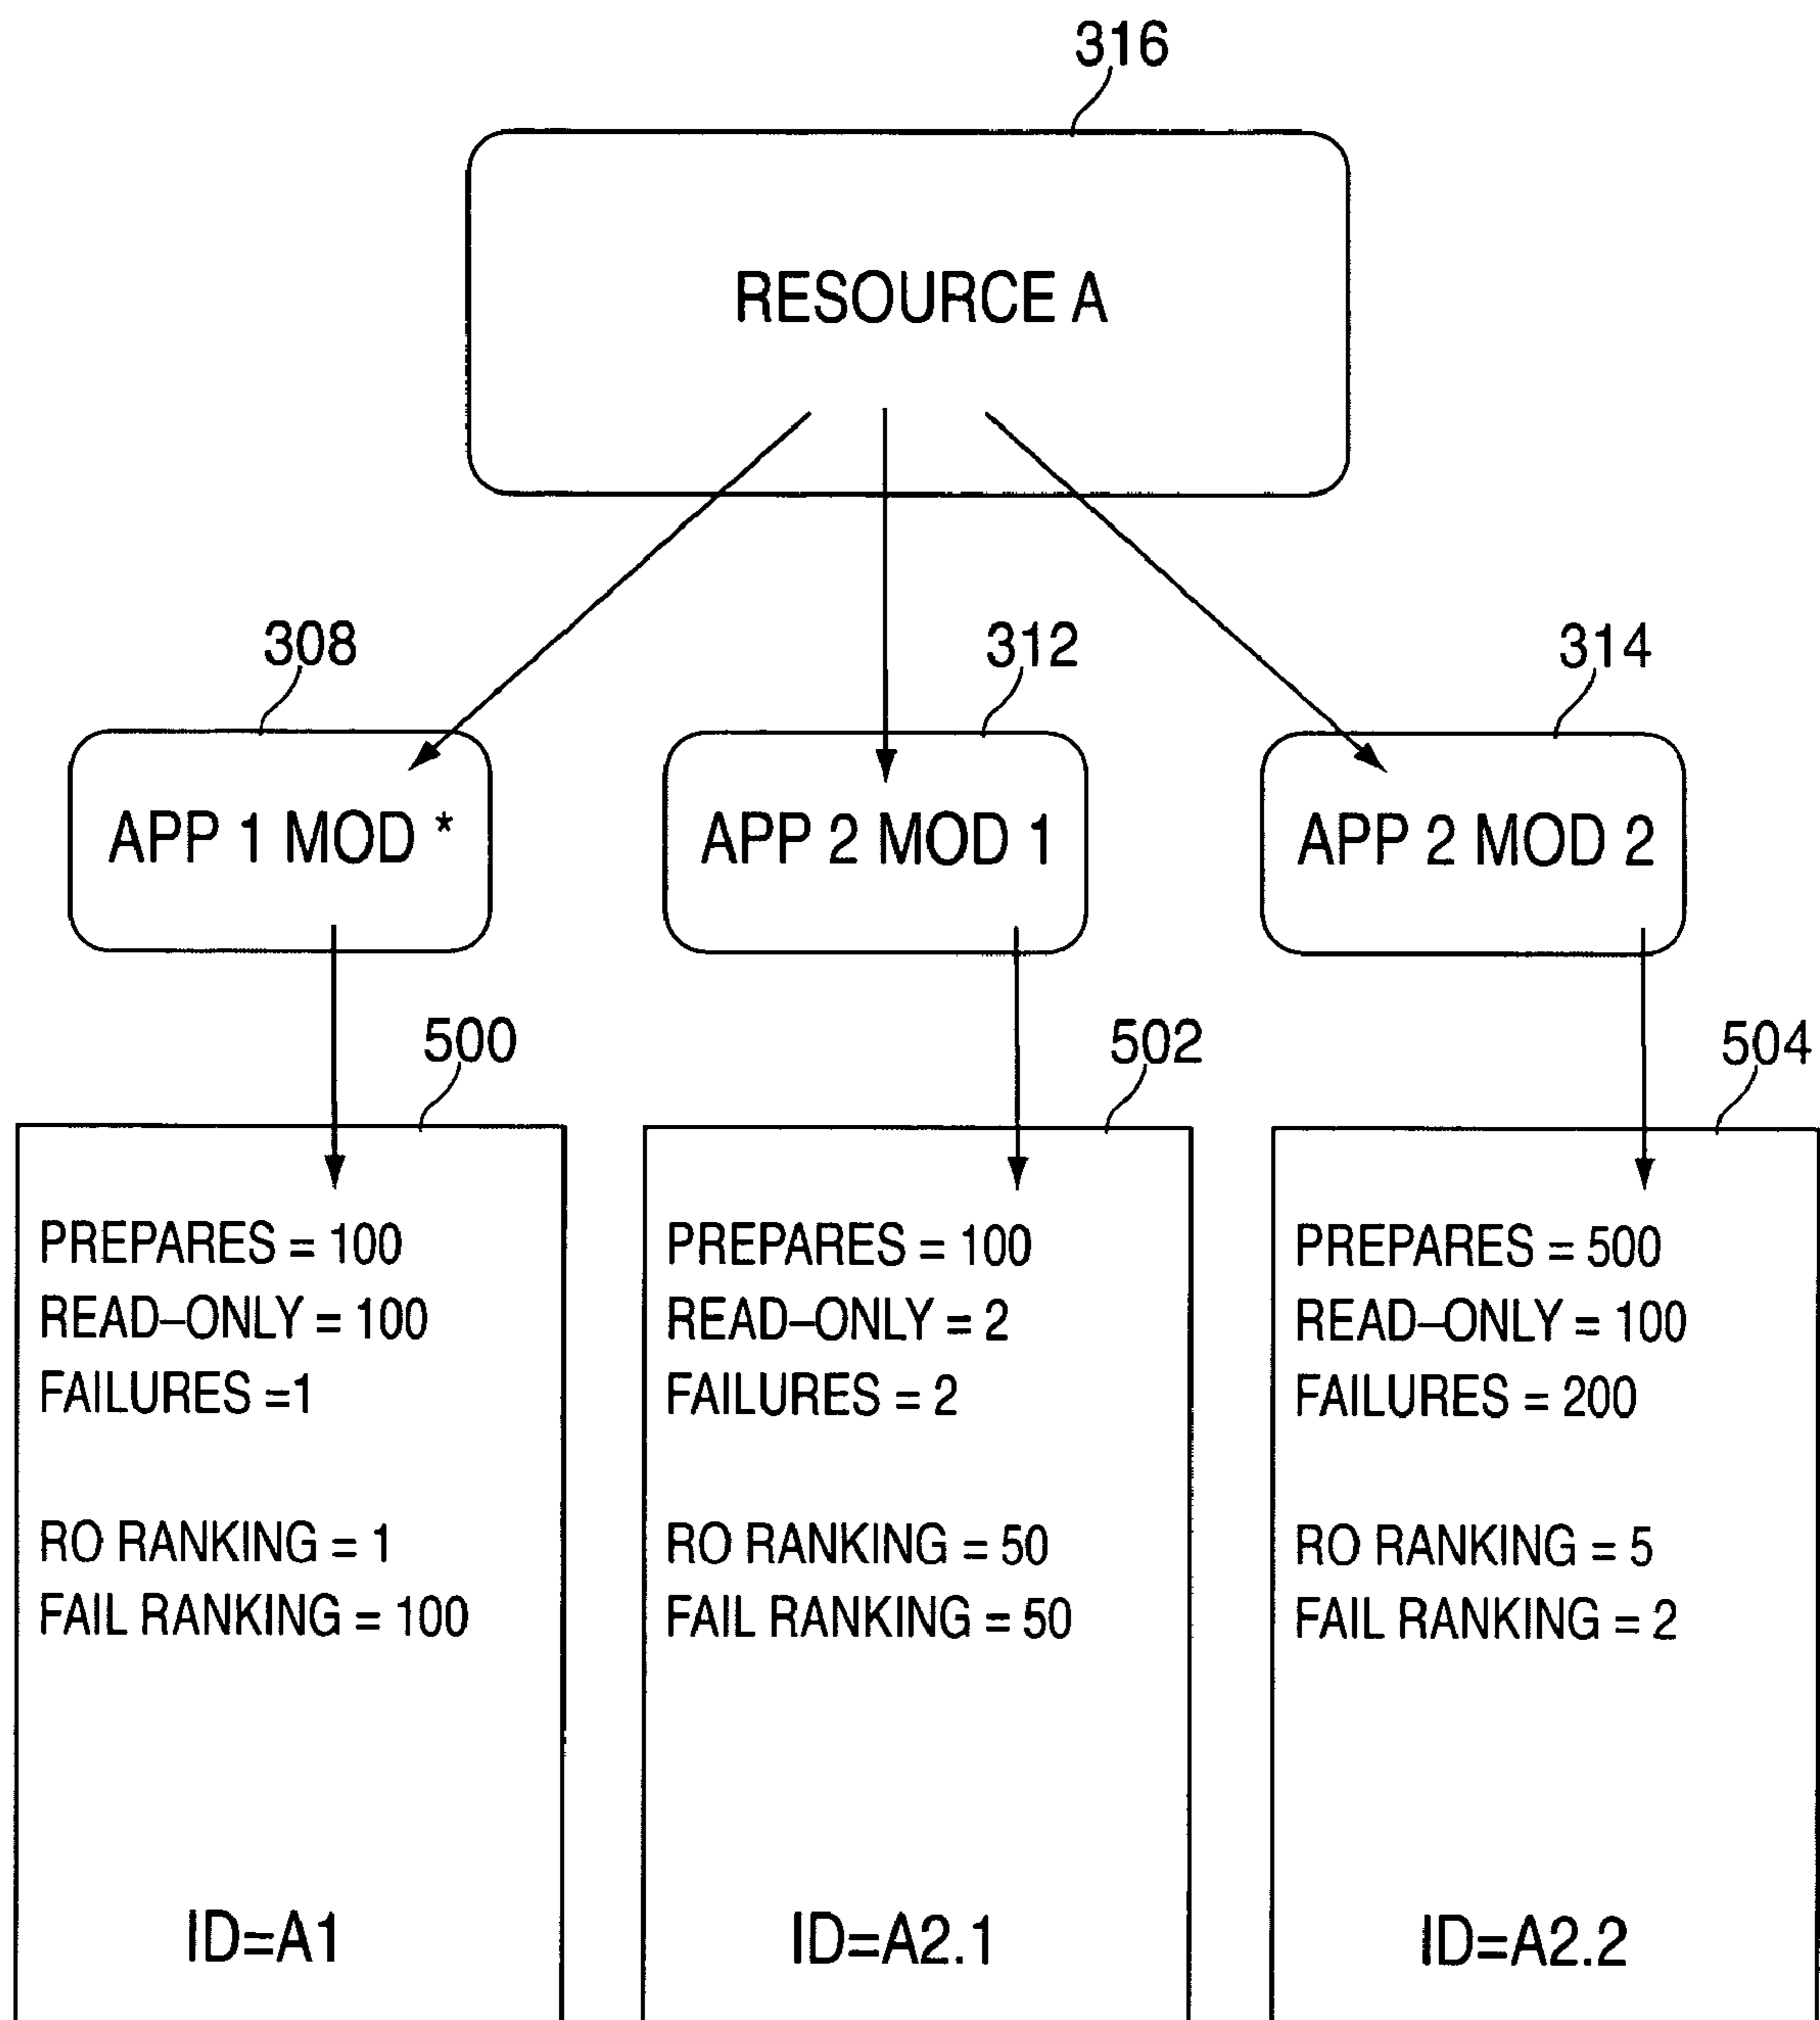 316
RESOURCE A
308
312
314
APP 1 MOD *
APP 2 MOD 1
APP 2 MOD 2
500
502
504
PREPARES = 100
READ–ONLY = 100
FAILURES =1
RO RANKING = 1
FAIL RANKING = 100
ID=A1
PREPARES = 100
READ–ONLY = 2
FAILURES = 2
RO RANKING = 50
FAIL RANKING = 50
ID=A2.1
PREPARES = 500
READ–ONLY = 100
FAILURES = 200
RO RANKING = 5
FAIL RANKING = 2
ID=A2.2